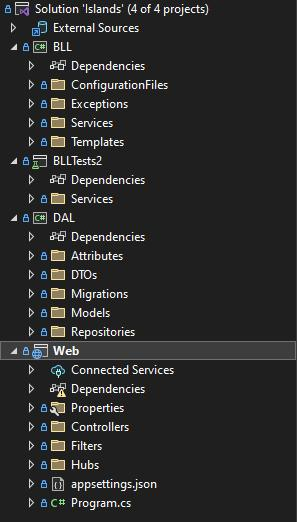 Solution 'Islands' (4 of 4 projects)
External Sources
C# BLL
Dependencies
ConfigurationFiles
Exceptions
Services
Templates
BLLTests2
Dependencies
Services
C# DAL
Dependencies
Attributes
DTOs
Migrations
Models
Repositories
Web
Connected Services
Dependencies
Properties
Controllers
Filters
Hubs
appsettings.json
C# Program.cs